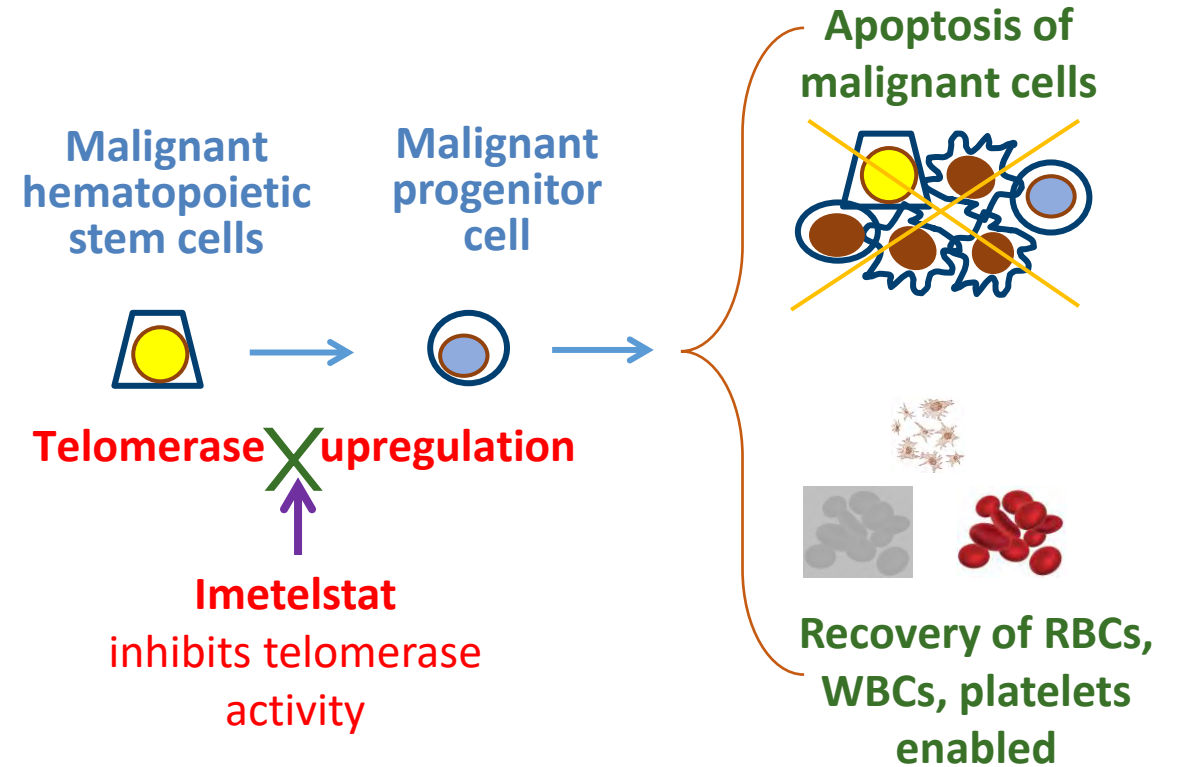 Malignant
hematopoietic
stem cells
Malignant
progenitor
cell
Telomerase upregulation
Imetelstat
inhibits telomerase
activity
Apoptosis of
malignant cells
Recovery of RBCs,
WBCs, platelets
enabled